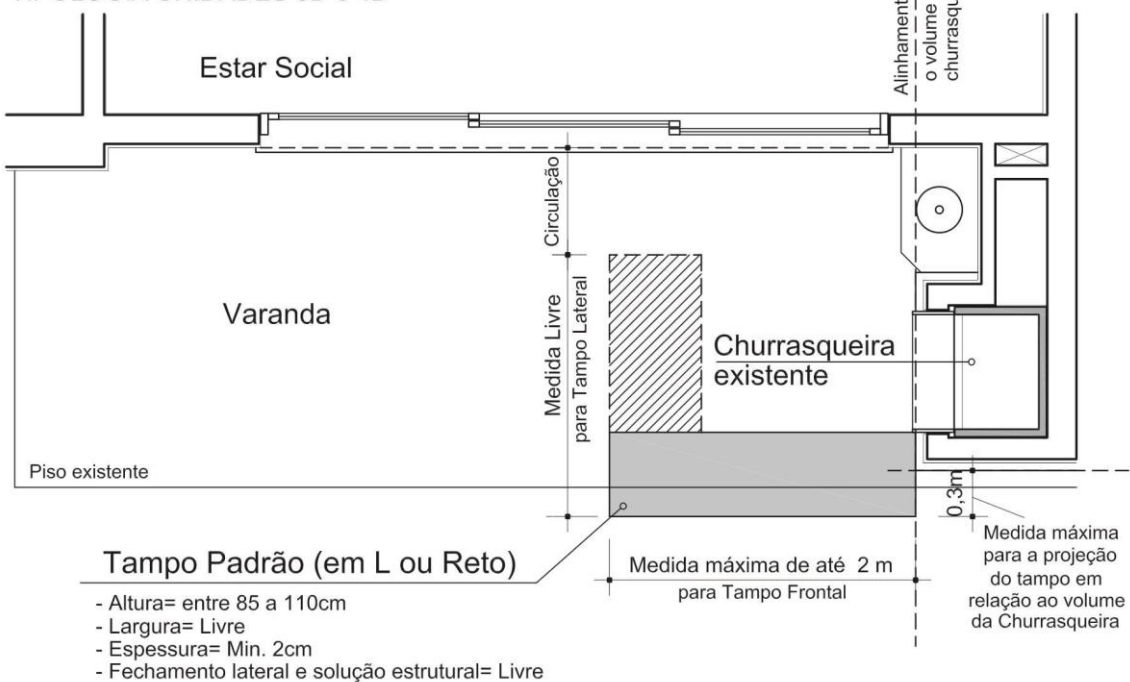 Estar Social
Alinhament
o volume
churrasqu
Circulação
Varanda
Medida Livre
para Tampo Lateral
Churrasqueira
existente
Piso existente
0,3m
Tampo Padrão (em L ou Reto)
- Altura= entre 85 a 110cm
- Largura= Livre
- Espessura= Min. 2cm
- Fechamento lateral e solução estrutural= Livre
Medida máxima de até 2 m
para Tampo Frontal
Medida máxima
para a projeção
do tampo em
relação ao volume
da Churrasqueira